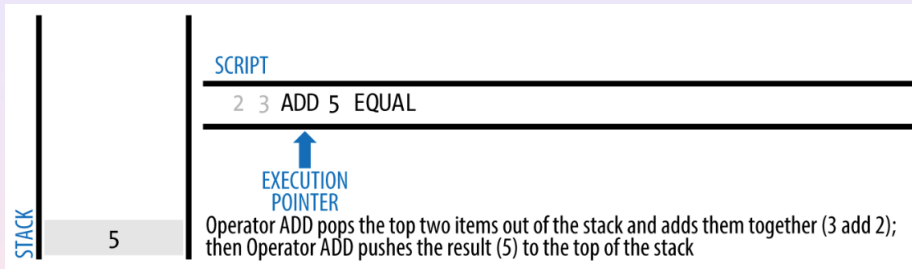 SCRIPT
2 3 ADD 5 EQUAL
EXECUTION
POINTER
STACK
5
Operator ADD pops the top two items out of the stack and adds them together (3 add 2);
then Operator ADD pushes the result (5) to the top of the stack